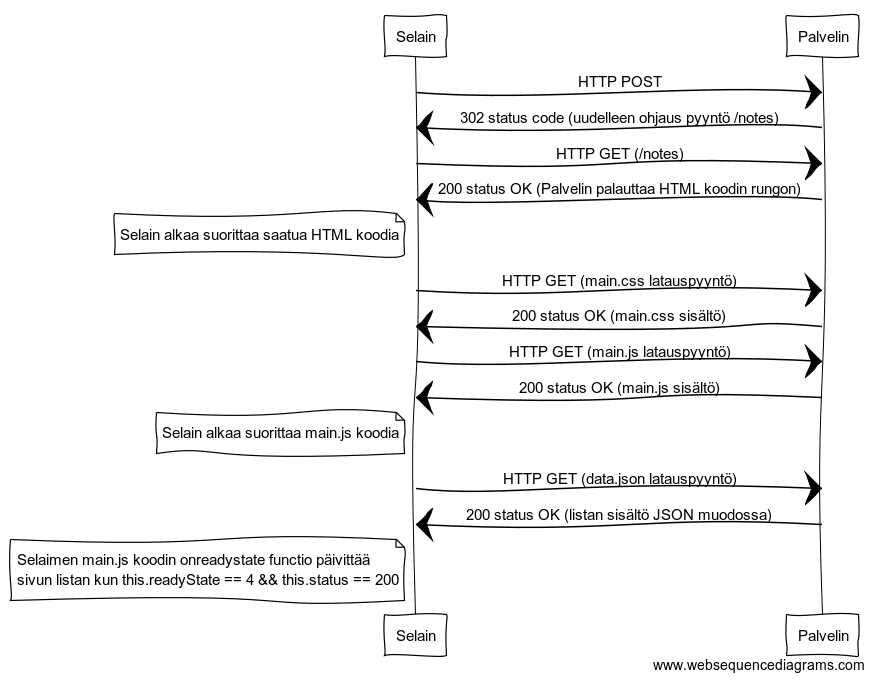 Selain
Palvelin
HTTP POST
302 status code (uudelleen ohjaus pyyntö /notes)
HTTP GET (/notes)
200 status OK (Palvelin palauttaa HTML koodin rungon)
Selain alkaa suorittaa saatua HTML koodia
HTTP GET (main.css latauspyyntö)
200 status OK (main.css sisältö)
HTTP GET (main.js latauspyyntö)
200 status OK (main.js sisältö)
Selain alkaa suorittaa main.js koodia
HTTP GET (data.json latauspyyntö)
200 status OK (listan sisältö JSON muodossa)
Selaimen main.js koodin onreadystate functio päivittää
sivun listan kun this.readyState == 4 && this.status == 200
Selain
Palvelin
www.websequencediagrams.com